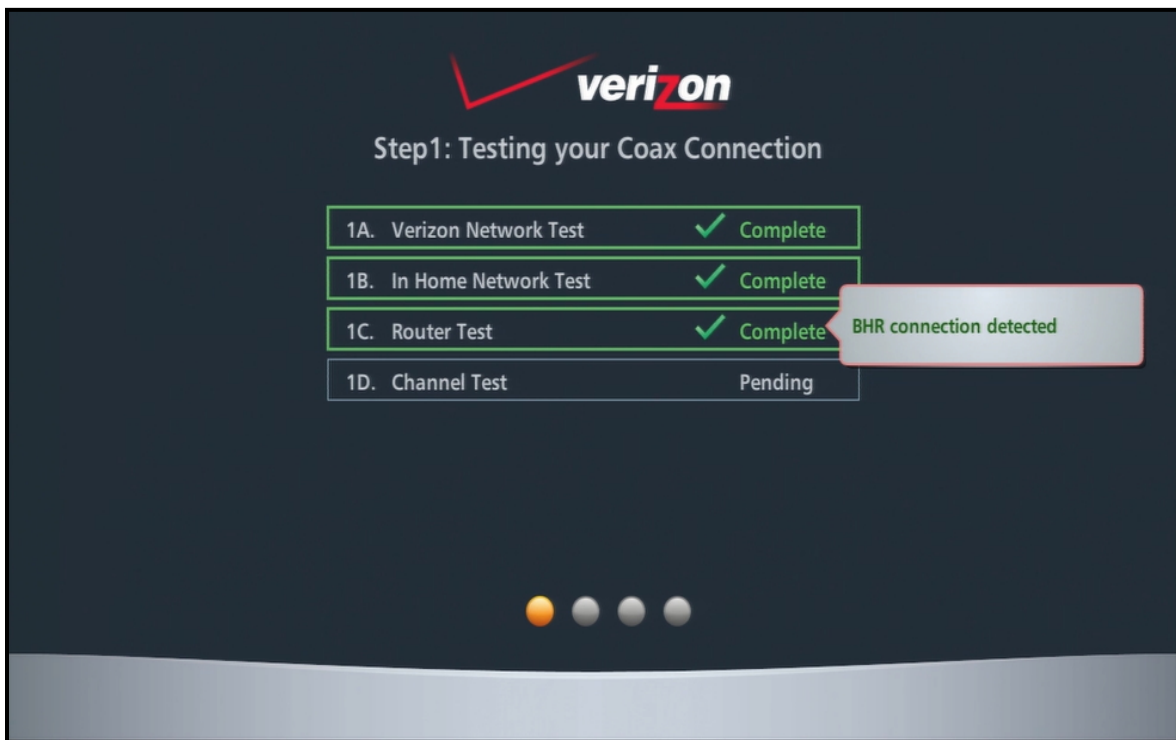 verizon
Step1: Testing your Coax Connection
1A. Verizon Network Test Complete
1B. In Home Network Test Complete
1C. Router Test Complete
BHR connection detected
1D. Channel Test Pending